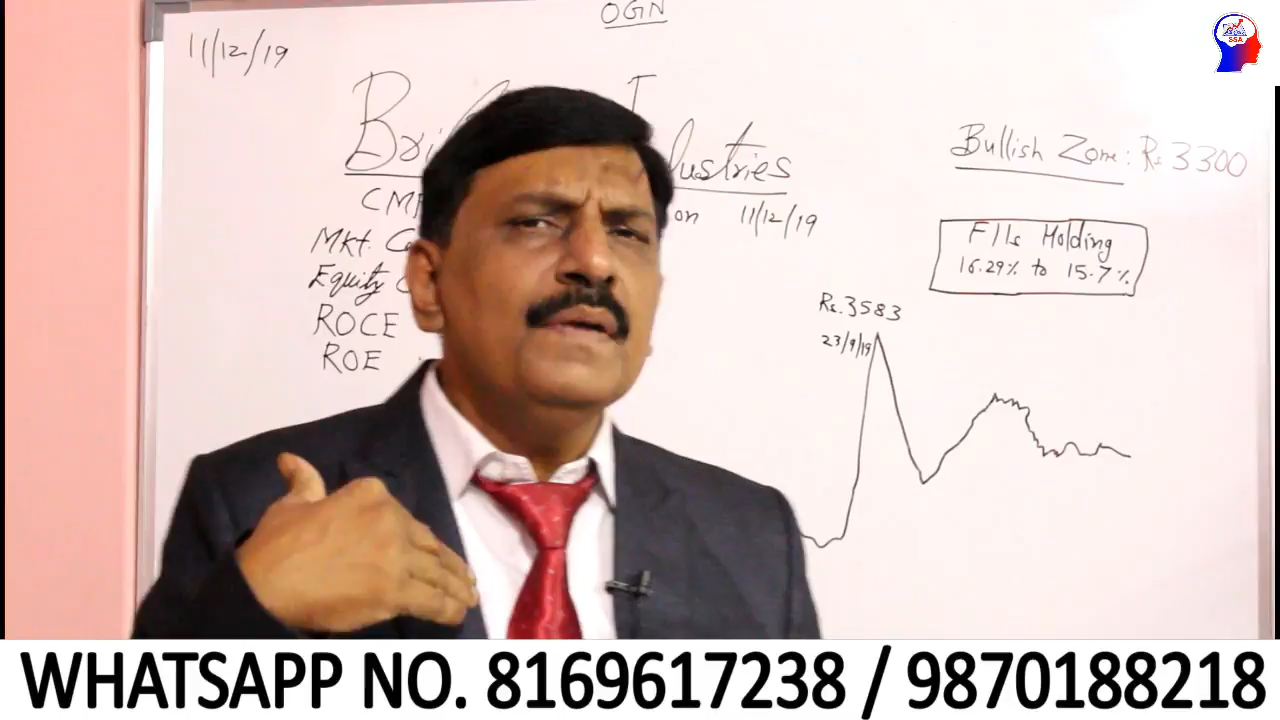 OGN
11/12/19
SSA
Industries
Bullish Zone: Rs 3300
on 11/12/19
Mkt.
FIIs Holding
16.29% to 15.7%
Equity
Rs. 3583
23/9/19
ROCE
ROE
WHATSAPP NO. 8169617238 / 9870188218